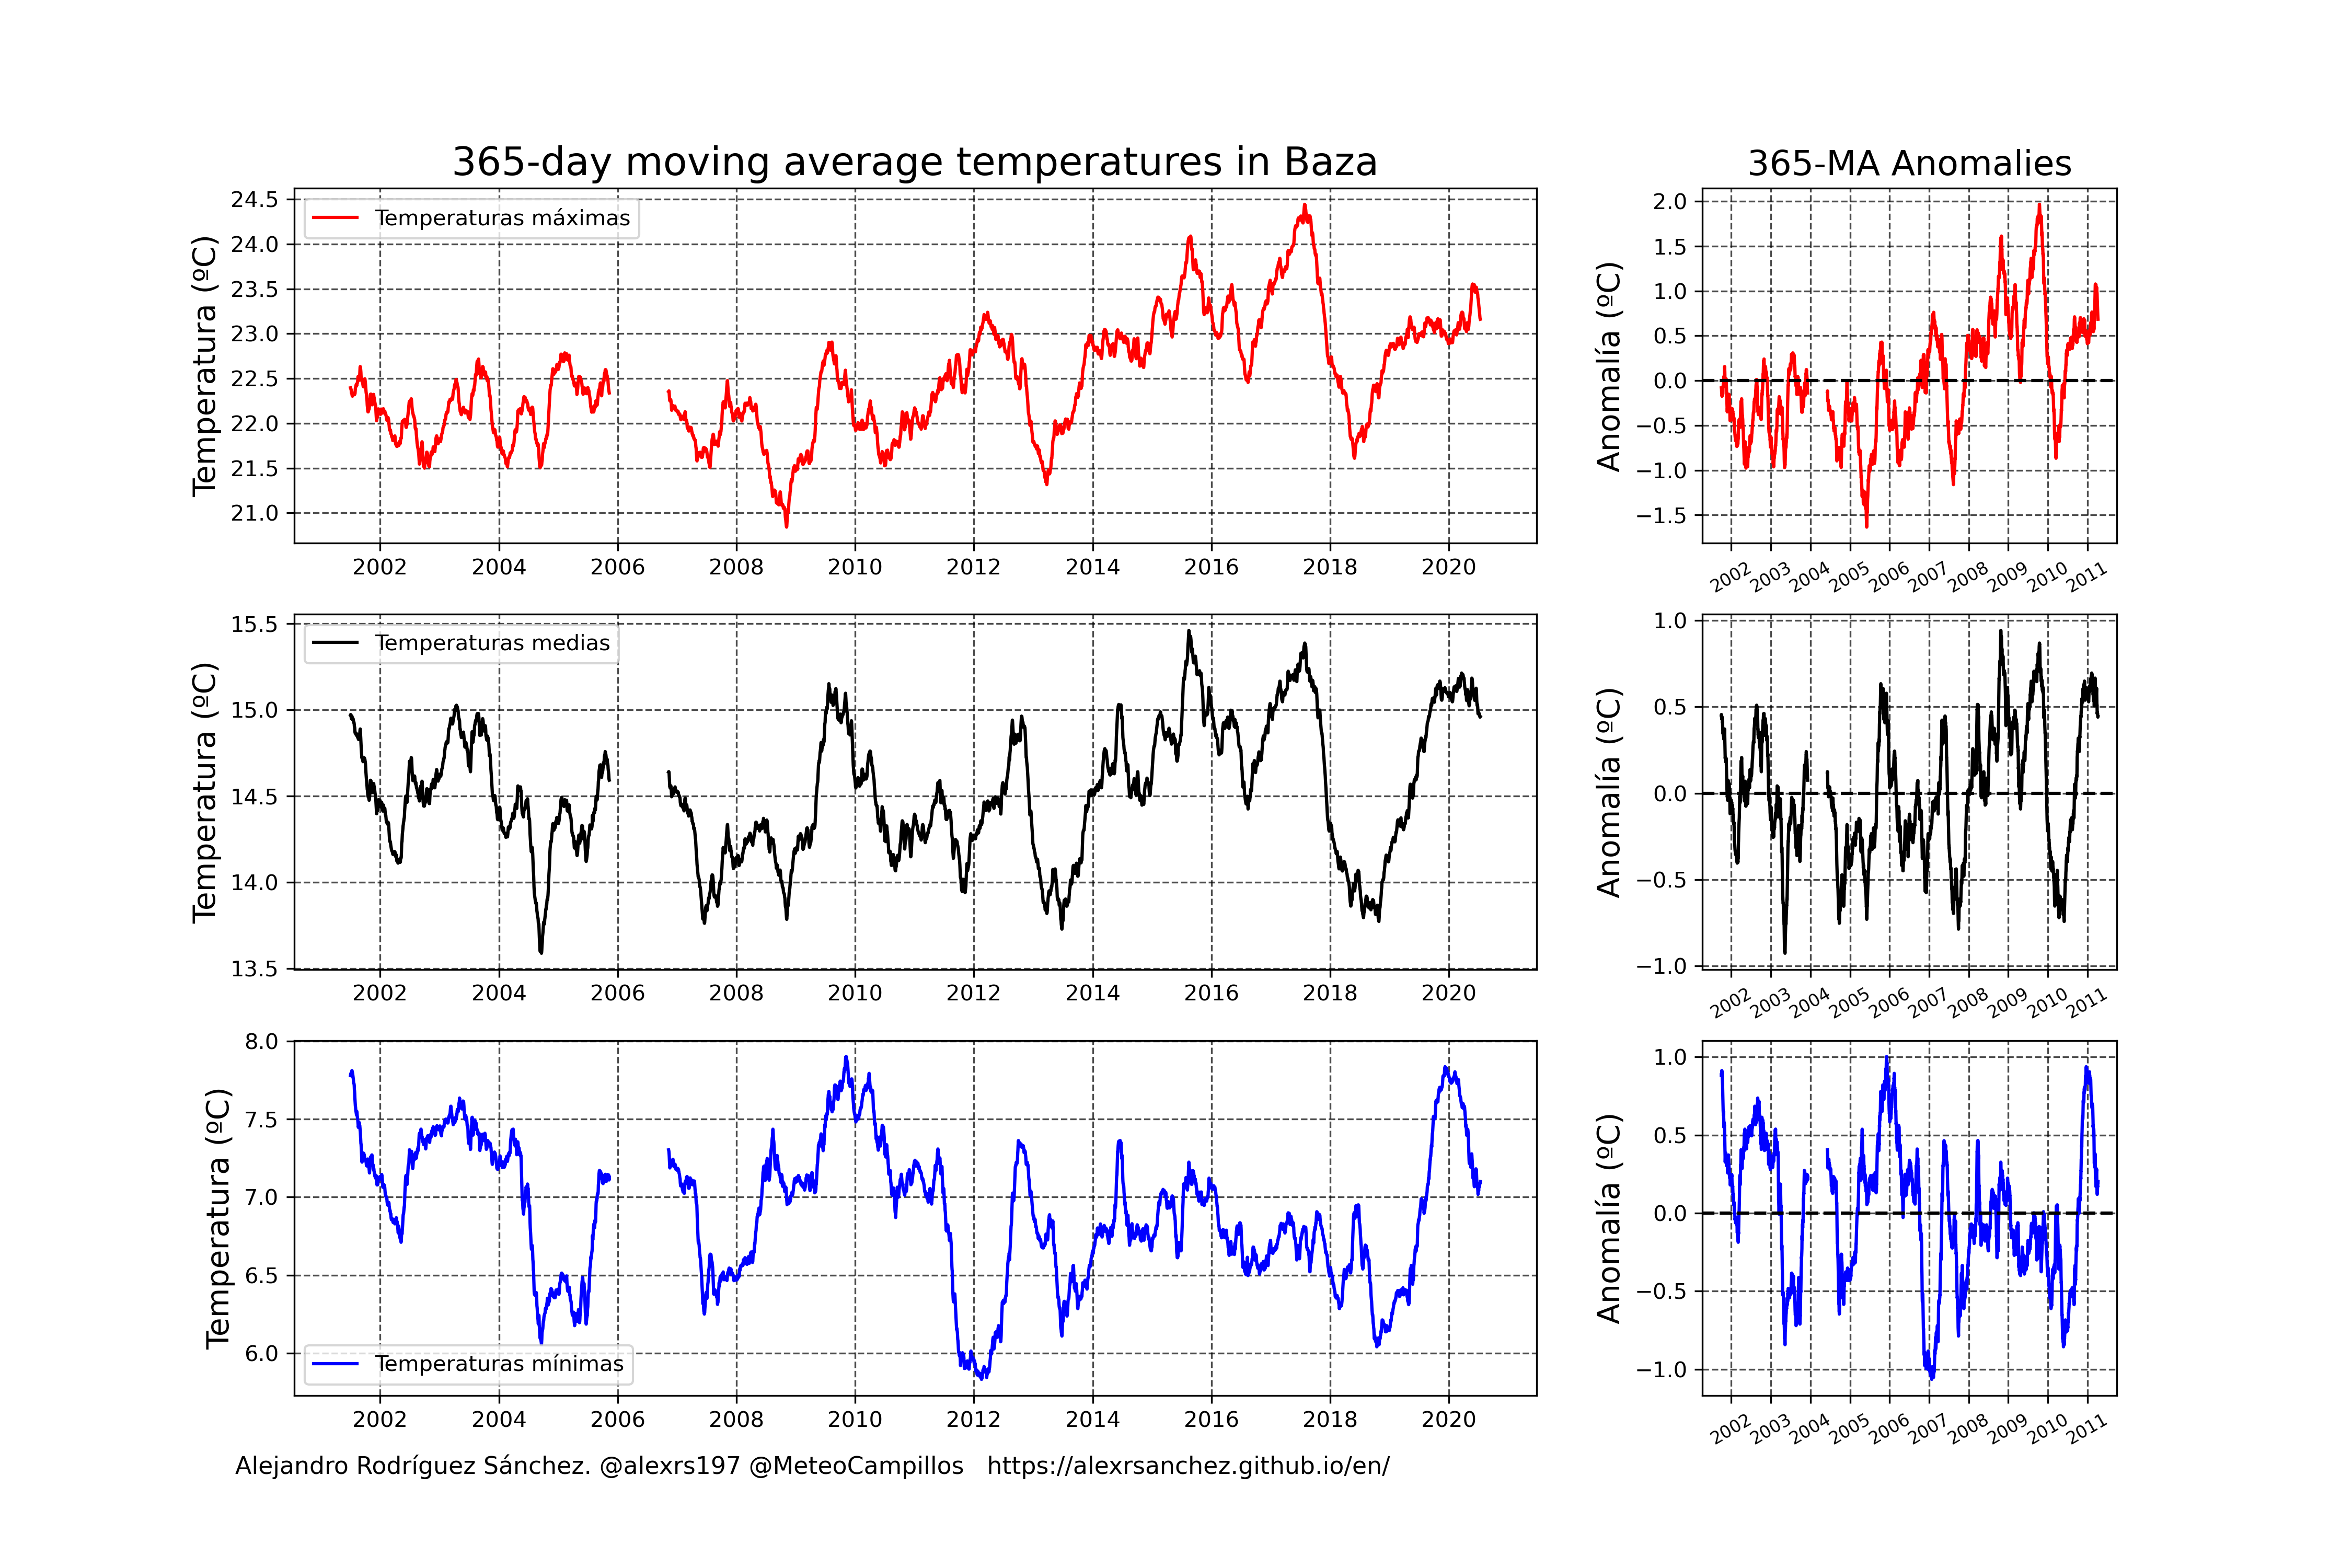 365-day moving average temperatures in Baza
365-MA Anomalies
Temperatura (ºC)
24.5
24.0
23.5
23.0
22.5
22.0
21.5
21.0
Temperaturas máximas
2002 2004 2006 2008 2010 2012 2014 2016 2018 2020
Anomalía (ºC)
2.0
1.5
1.0
0.5
0.0
−0.5
−1.0
−1.5
2002 2003 2004 2005 2006 2007 2008 2009 2010 2011
Temperatura (ºC)
15.5
15.0
14.5
14.0
13.5
Temperaturas medias
2002 2004 2006 2008 2010 2012 2014 2016 2018 2020
Anomalía (ºC)
1.0
0.5
0.0
−0.5
−1.0
2002 2003 2004 2005 2006 2007 2008 2009 2010 2011
Temperatura (ºC)
8.0
7.5
7.0
6.5
6.0
Temperaturas mínimas
2002 2004 2006 2008 2010 2012 2014 2016 2018 2020
Anomalía (ºC)
1.0
0.5
0.0
−0.5
−1.0
2002 2003 2004 2005 2006 2007 2008 2009 2010 2011
Alejandro Rodríguez Sánchez. @alexrs197 @MeteoCampillos https://alexrsanchez.github.io/en/